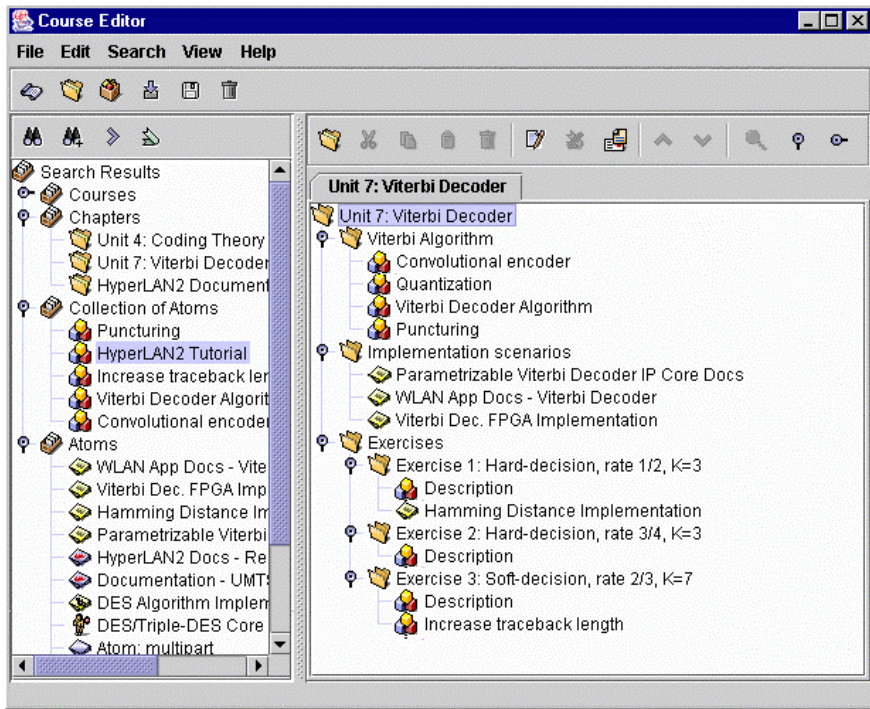 Course Editor
File Edit Search View Help
Search Results
Courses
Chapters
Unit 4: Coding Theory
Unit 7: Viterbi Decoder
HyperLAN2 Document
Collection of Atoms
Puncturing
HyperLAN2 Tutorial
Increase traceback ler
Viterbi Decoder Algorit
Convolutional encoder
Atoms
WLAN App Docs - Vite
Viterbi Dec. FPGA Imp
Hamming Distance Im
Parametrizable Viterbi
HyperLAN2 Docs - Re
Documentation - UMTS
DES Algorithm Implem
DES/Triple-DES Core
Atom: multipart
Unit 7: Viterbi Decoder
Unit 7: Viterbi Decoder
Viterbi Algorithm
Convolutional encoder
Quantization
Viterbi Decoder Algorithm
Puncturing
Implementation scenarios
Parametrizable Viterbi Decoder IP Core Docs
WLAN App Docs - Viterbi Decoder
Viterbi Dec. FPGA Implementation
Exercises
Exercise 1: Hard-decision, rate 1/2, K=3
Description
Hamming Distance Implementation
Exercise 2: Hard-decision, rate 3/4, K=3
Description
Exercise 3: Soft-decision, rate 2/3, K=7
Description
Increase traceback length